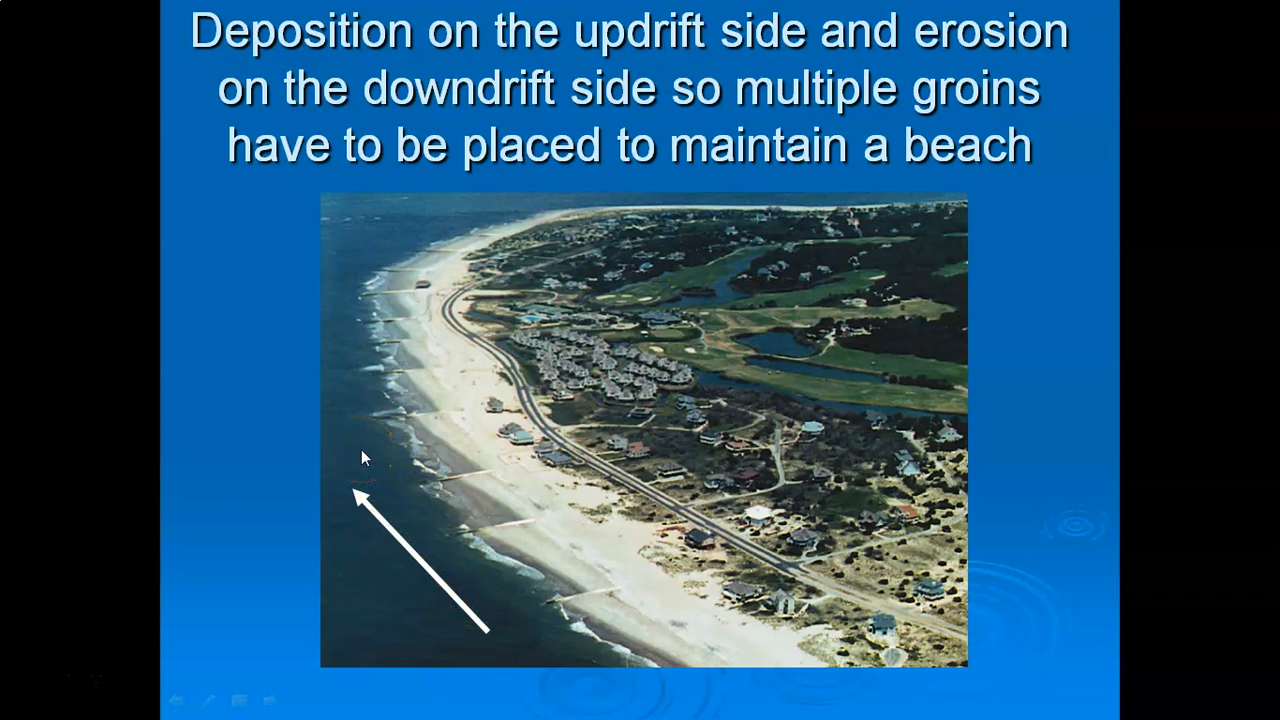 Deposition on the updrift side and erosion
on the downdrift side so multiple groins
have to be placed to maintain a beach